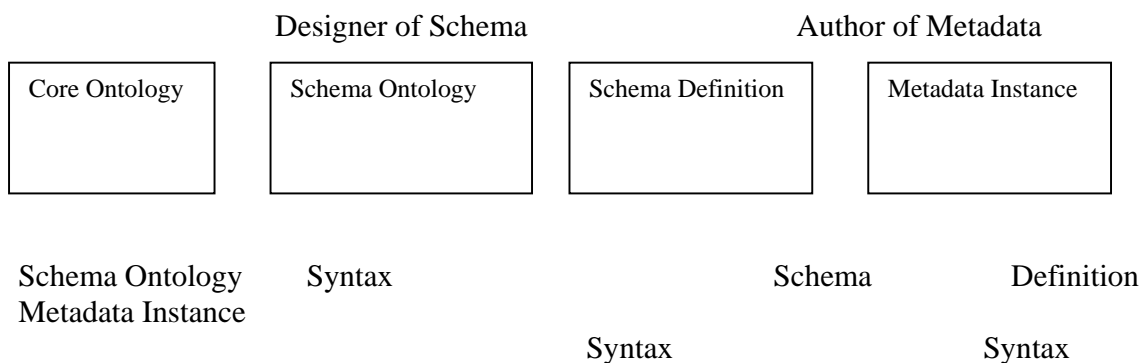 Designer of Schema Author of Metadata
Core Ontology Schema Ontology Schema Definition Metadata Instance
Schema Ontology Syntax Schema Definition
Metadata Instance
Syntax Syntax